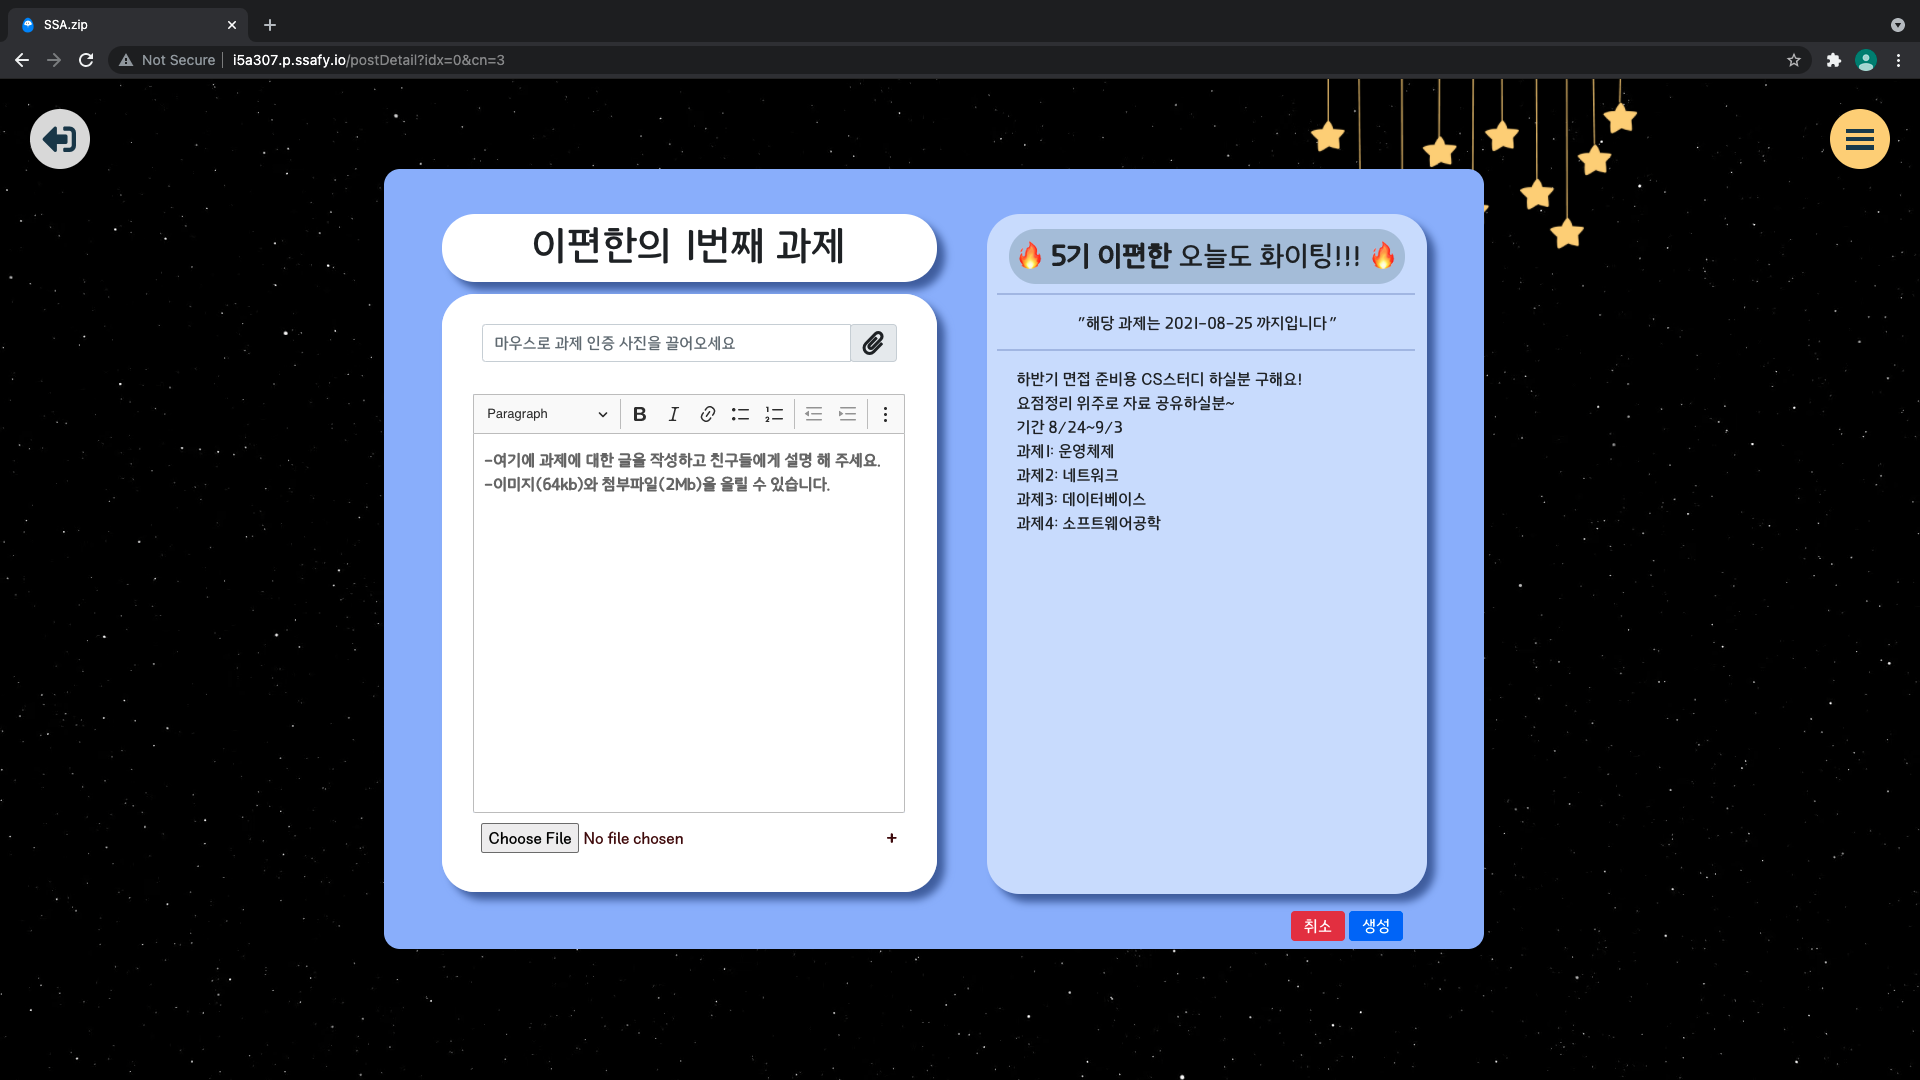 SSA.zip
Not Secure
i5a307.p.ssafy.io/postDetail?idx=0&cn=3
이편한의 1번째 과제
마우스로 과제 인증 사진을 끌어오세요
Paragraph
-여기에 과제에 대한 글을 작성하고 친구들에게 설명 해 주세요.
-이미지(64kb)와 첨부파일(2Mb)을 올릴 수 있습니다.
Choose File No file chosen
+
🔥 5기 이편한 오늘도 화이팅!!! 🔥
"해당 과제는 2021-08-25 까지입니다"
하반기 면접 준비용 CS스터디 하실분 구해요!
요점정리 위주로 자료 공유하실분~
기간 8/24~9/3
과제1: 운영체제
과제2: 네트워크
과제3: 데이터베이스
과제4: 소프트웨어공학
취소
생성